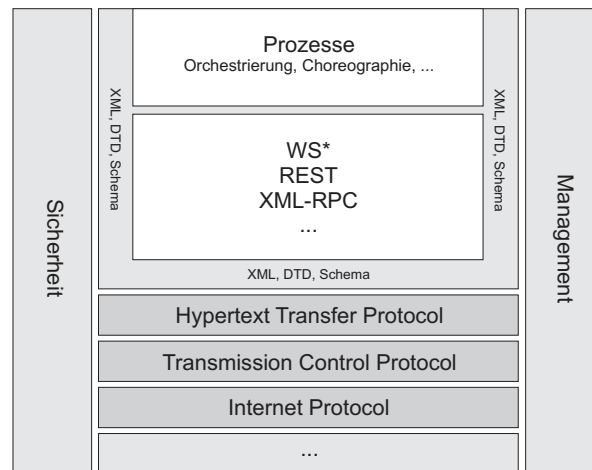 Prozesse
Orchestrierung, Choreographie, ...
XML, DTD, Schema
XML, DTD, Schema
WS*
REST
XML-RPC
...
XML, DTD, Schema
Sicherheit
Management
Hypertext Transfer Protocol
Transmission Control Protocol
Internet Protocol
...